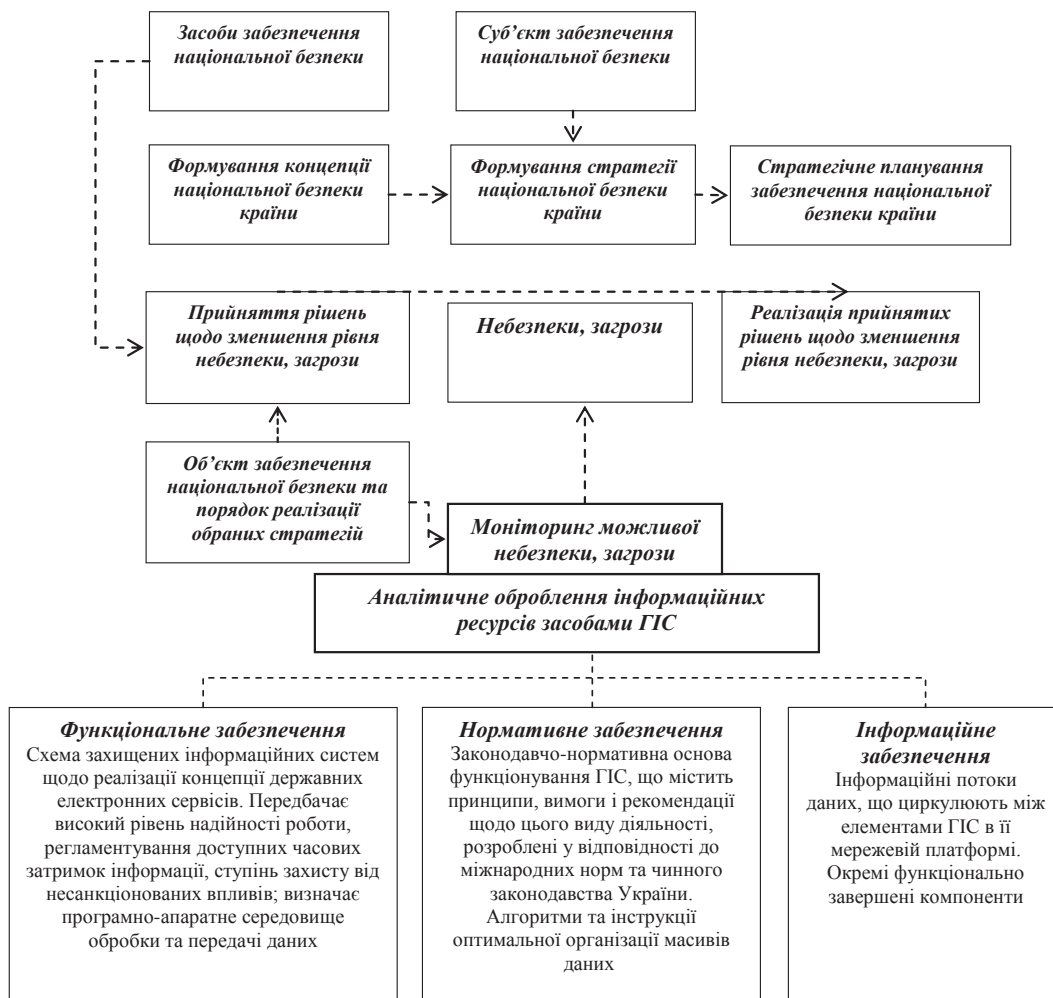 Засоби забезпечення
національної безпеки
Суб’єкт забезпечення
національної безпеки
Формування концепції
національної безпеки
країни
Формування стратегії
національної безпеки
країни
Стратегічне планування
забезпечення національної
безпеки країни
Прийняття рішень
щодо зменшення рівня
небезпеки, загрози
Небезпеки, загрози
Реалізація прийнятих
рішень щодо зменшення
рівня небезпеки, загрози
Об’єкт забезпечення
національної безпеки та
порядок реалізації
обраних стратегій
Моніторинг можливої
небезпеки, загрози
Аналітичне оброблення інформаційних
ресурсів засобами ГІС
Функціональне забезпечення
Схема захищених інформаційних систем
щодо реалізації концепції державних
електронних сервісів. Передбачає
високий рівень надійності роботи,
регламентування доступних часових
затримок інформації, ступінь захисту від
несанкціонованих впливів; визначає
програмно-апаратне середовище
обробки та передачі даних
Нормативне забезпечення
Законодавчо-нормативна основа
функціонування ГІС, що містить
принципи, вимоги і рекомендації
щодо цього виду діяльності,
розроблені у відповідності до
міжнародних норм та чинного
законодавства України.
Алгоритми та інструкції
оптимальної організації масивів
даних
Інформаційне
забезпечення
Інформаційні потоки
даних, що циркулюють між
елементами ГІС в її
мережевій платформі.
Окремі функціонально
завершені компоненти